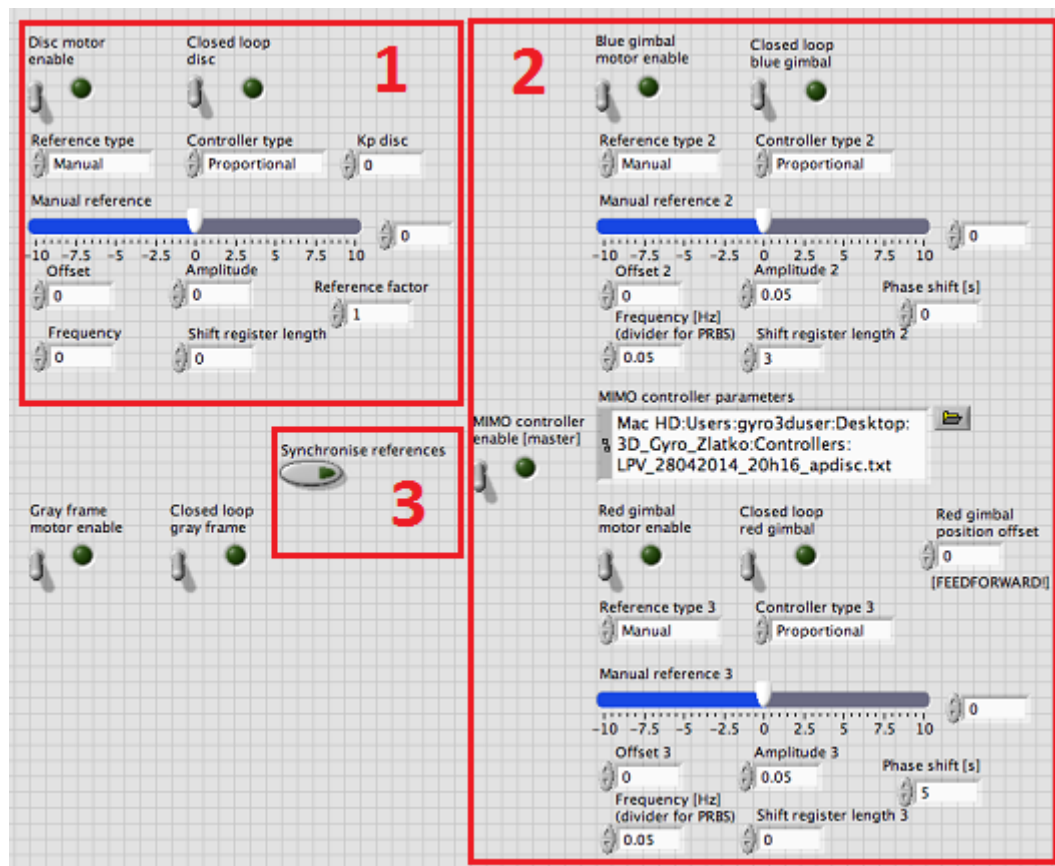 1
Disc motor
enable
Closed loop
disc
Reference type
Manual
Controller type
Proportional
Kp disc
0
Manual reference
0
-10 -7.5 -5 -2.5 0 2.5 5 7.5 10
Offset
0
Amplitude
0
Reference factor
1
Frequency
0
Shift register length
0
2
Blue gimbal
motor enable
Closed loop
blue gimbal
Reference type 2
Manual
Controller type 2
Proportional
Manual reference 2
0
-10 -7.5 -5 -2.5 0 2.5 5 7.5 10
Offset 2
0
Amplitude 2
0.05
Phase shift [s]
0
Frequency [Hz]
(divider for PRBS)
0.05
Shift register length 2
3
MIMO controller
enable [master]
MIMO controller parameters
Mac HD:Users:gyro3duser:Desktop:
3D_Gyro_Zlatko:Controllers:
LPV_28042014_20h16_apdisc.txt
3
Synchronise references
Gray frame
motor enable
Closed loop
gray frame
Red gimbal
motor enable
Closed loop
red gimbal
Red gimbal
position offset
0
[FEEDFORWARD!]
Reference type 3
Manual
Controller type 3
Proportional
Manual reference 3
0
-10 -7.5 -5 -2.5 0 2.5 5 7.5 10
Offset 3
0
Amplitude 3
0.05
Phase shift [s]
5
Frequency [Hz]
(divider for PRBS)
0.05
Shift register length 3
0